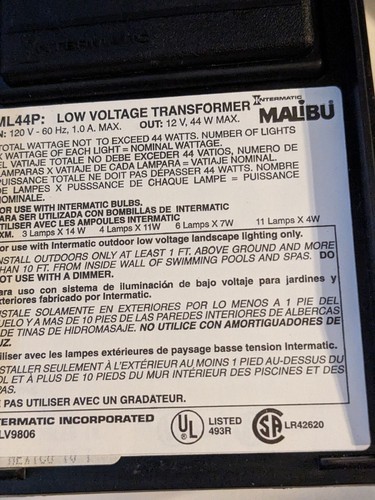 INTERMATIC
ML44P: LOW VOLTAGE TRANSFORMER
INTERMATIC
MALIBU
IN: 120 V - 60 Hz, 1.0 A. MAX. OUT: 12 V, 44 W MAX.
TOTAL WATTAGE NOT TO EXCEED 44 WATTS. NUMBER OF LIGHTS
X WATTAGE OF EACH LIGHT = NOMINAL WATTAGE.
EL VATIAJE TOTALE NO DEBE EXCEDER 44 VATIOS, NUMERO DE
LAMPARAS X VATIAJE DE CADA LAMPARA = VATIAJE NOMINAL.
PUISSANCE TOTALE NE DOIT PAS DÉPASSER 44 WATTS. NOMBRE
DE LAMPES X PUSSSANCE DE CHAQUE LAMPE = PUISSANCE
NOMINALE.
FOR USE WITH INTERMATIC BULBS.
PARA SER UTILIZADA CON BOMBILLAS DE INTERMATIC
UTILISER AVEC LES AMPOULES INTERMATIC
EXM. 3 Lamps X 14 W 4 Lamps X 11W 6 Lamps X 7W 11 Lamps X 4W
For use with Intermatic outdoor low voltage landscape lighting only.
INSTALL OUTDOORS ONLY AT LEAST 1 FT. ABOVE GROUND AND MORE
THAN 10 FT. FROM INSIDE WALL OF SWIMMING POOLS AND SPAS. DO
NOT USE WITH A DIMMER.
Para uso con sistema de iluminación de bajo voltaje para jardines y
exteriores fabricado por Intermatic.
INSTALE SOLAMENTE EN EXTERIORES POR LO MENOS A 1 PIE DEL
SUELO Y A MAS DE 10 PIES DE LAS PAREDES INTERIORES DE ALBERCAS
O DE TINAS DE HIDROMASAJE. NO UTILICE CON AMORTIGUADORES DE
LUZ.
Utiliser avec les lampes extérieures de paysage basse tension Intermatic.
INSTALLER SEULEMENT À L'EXTÉRIEUR AU MOINS 1 PIED AU-DESSUS DU
SOL ET À PLUS DE 10 PIEDS DU MUR INTÉRIEUR DES PISCINES ET DES
SPAS.
NE PAS UTILISER AVEC UN GRADATEUR.
INTERMATIC INCORPORATED
LV9806
UL LISTED
493R
SA LR42620
MEXICO